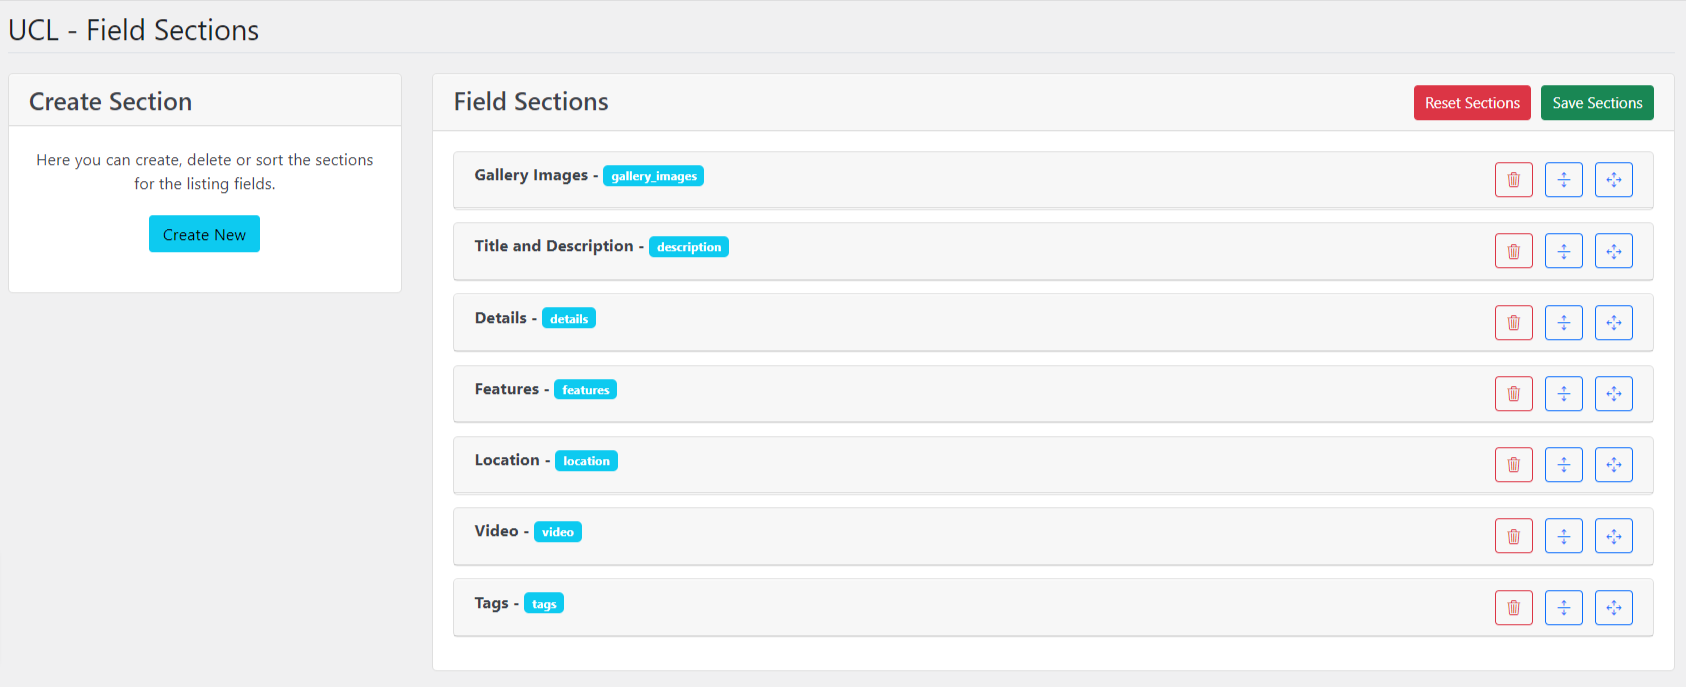 UCL - Field Sections
Create Section
Here you can create, delete or sort the sections
for the listing fields.
Create New
Field Sections
Reset Sections
Save Sections
Gallery Images - gallery_images
Title and Description - description
Details - details
Features - features
Location - location
Video - video
Tags - tags